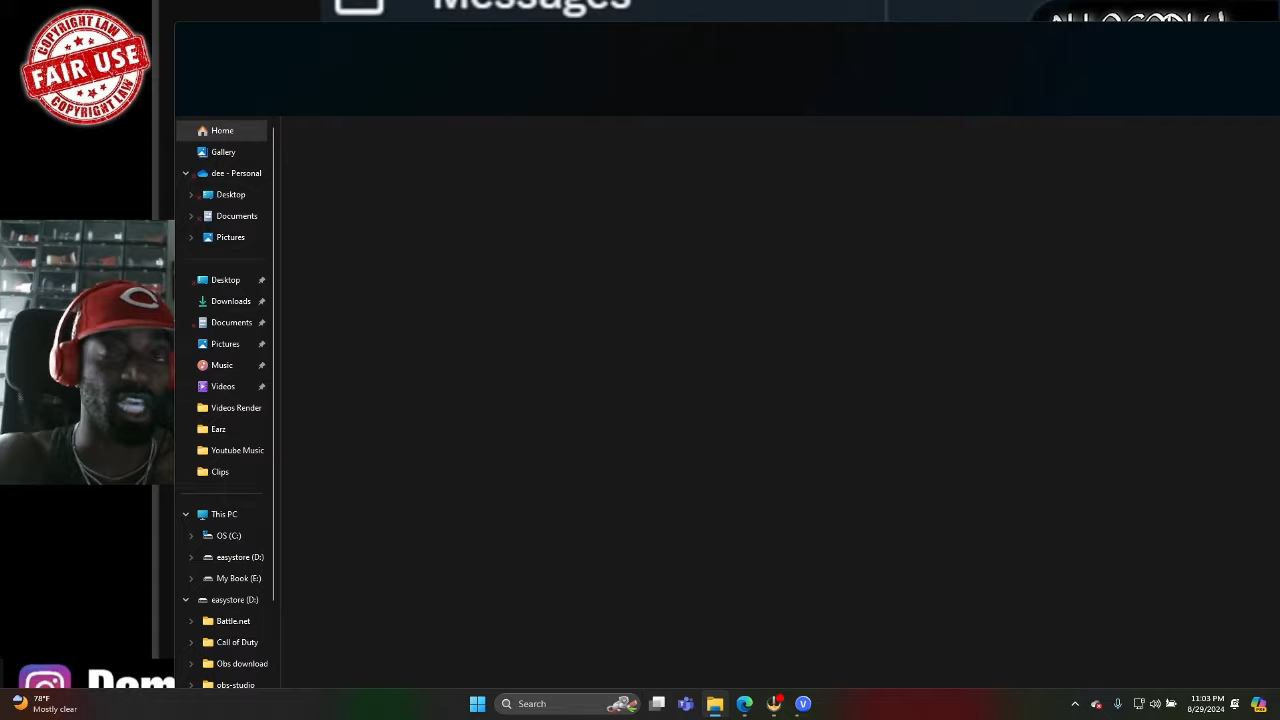 Messages
COPYRIGHT LAW
FAIR USE
COPYRIGHT LAW
Home
Gallery
dee - Personal
Desktop
Documents
Pictures
Desktop
Downloads
Documents
Pictures
Music
Videos
Videos Render
Earz
Youtube Music
Clips
This PC
OS (C:)
easystore (D:)
My Book (E:)
easystore (D:)
Battle.net
Call of Duty
Obs download
obs-studio
Dom
78°F
Mostly clear
Search
11:03 PM
8/29/2024